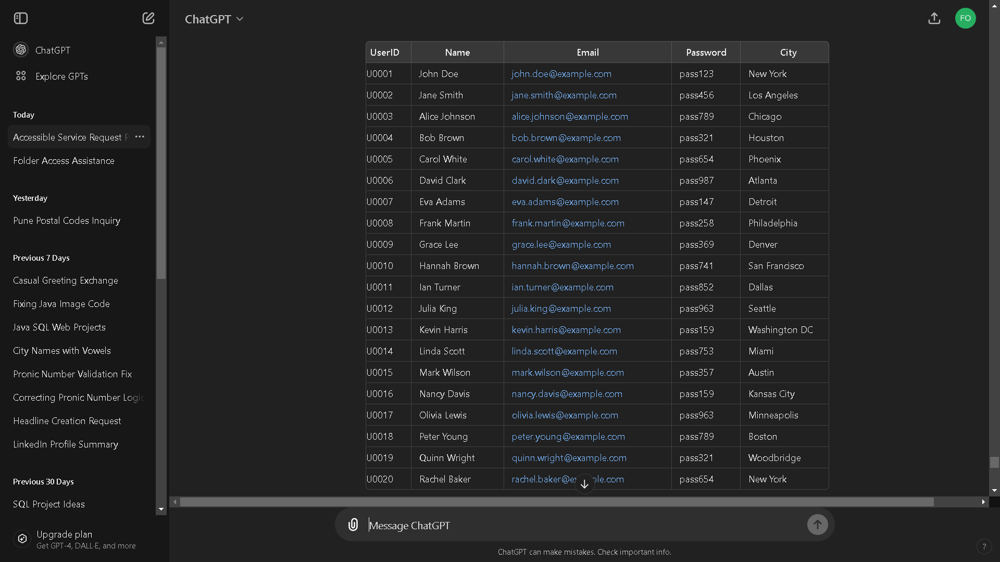 ChatGPT
Explore GPTs
Today
Accessible Service Request P
Folder Access Assistance
Yesterday
Pune Postal Codes Inquiry
Previous 7 Days
Casual Greeting Exchange
Fixing Java Image Code
Java SQL Web Projects
City Names with Vowels
Pronic Number Validation Fix
Correcting Pronic Number Logic
Headline Creation Request
LinkedIn Profile Summary
Previous 30 Days
SQL Project Ideas
Upgrade plan
Get GPT-4, DALL·E, and more
ChatGPT
FO
UserID Name Email Password City
U0001 John Doe john.doe@example.com pass123 New York
U0002 Jane Smith jane.smith@example.com pass456 Los Angeles
U0003 Alice Johnson alice.johnson@example.com pass789 Chicago
U0004 Bob Brown bob.brown@example.com pass321 Houston
U0005 Carol White carol.white@example.com pass654 Phoenix
U0006 David Clark david.clark@example.com pass987 Atlanta
U0007 Eva Adams eva.adams@example.com pass147 Detroit
U0008 Frank Martin frank.martin@example.com pass258 Philadelphia
U0009 Grace Lee grace.lee@example.com pass369 Denver
U0010 Hannah Brown hannah.brown@example.com pass741 San Francisco
U0011 Ian Turner ian.turner@example.com pass852 Dallas
U0012 Julia King julia.king@example.com pass963 Seattle
U0013 Kevin Harris kevin.harris@example.com pass159 Washington DC
U0014 Linda Scott linda.scott@example.com pass753 Miami
U0015 Mark Wilson mark.wilson@example.com pass357 Austin
U0016 Nancy Davis nancy.davis@example.com pass159 Kansas City
U0017 Olivia Lewis olivia.lewis@example.com pass963 Minneapolis
U0018 Peter Young peter.young@example.com pass789 Boston
U0019 Quinn Wright quinn.wright@example.com pass321 Woodbridge
U0020 Rachel Baker rachel.baker@example.com pass654 New York
Message ChatGPT
ChatGPT can make mistakes. Check important info.
?